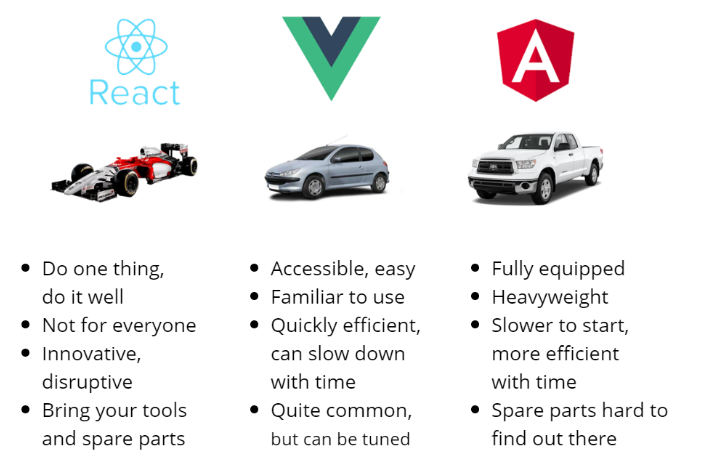 React
A
Do one thing,
do it well
Not for everyone
Innovative,
disruptive
Bring your tools
and spare parts
Accessible, easy
Familiar to use
Quickly efficient,
can slow down
with time
Quite common,
but can be tuned
Fully equipped
Heavyweight
Slower to start,
more efficient
with time
Spare parts hard to
find out there